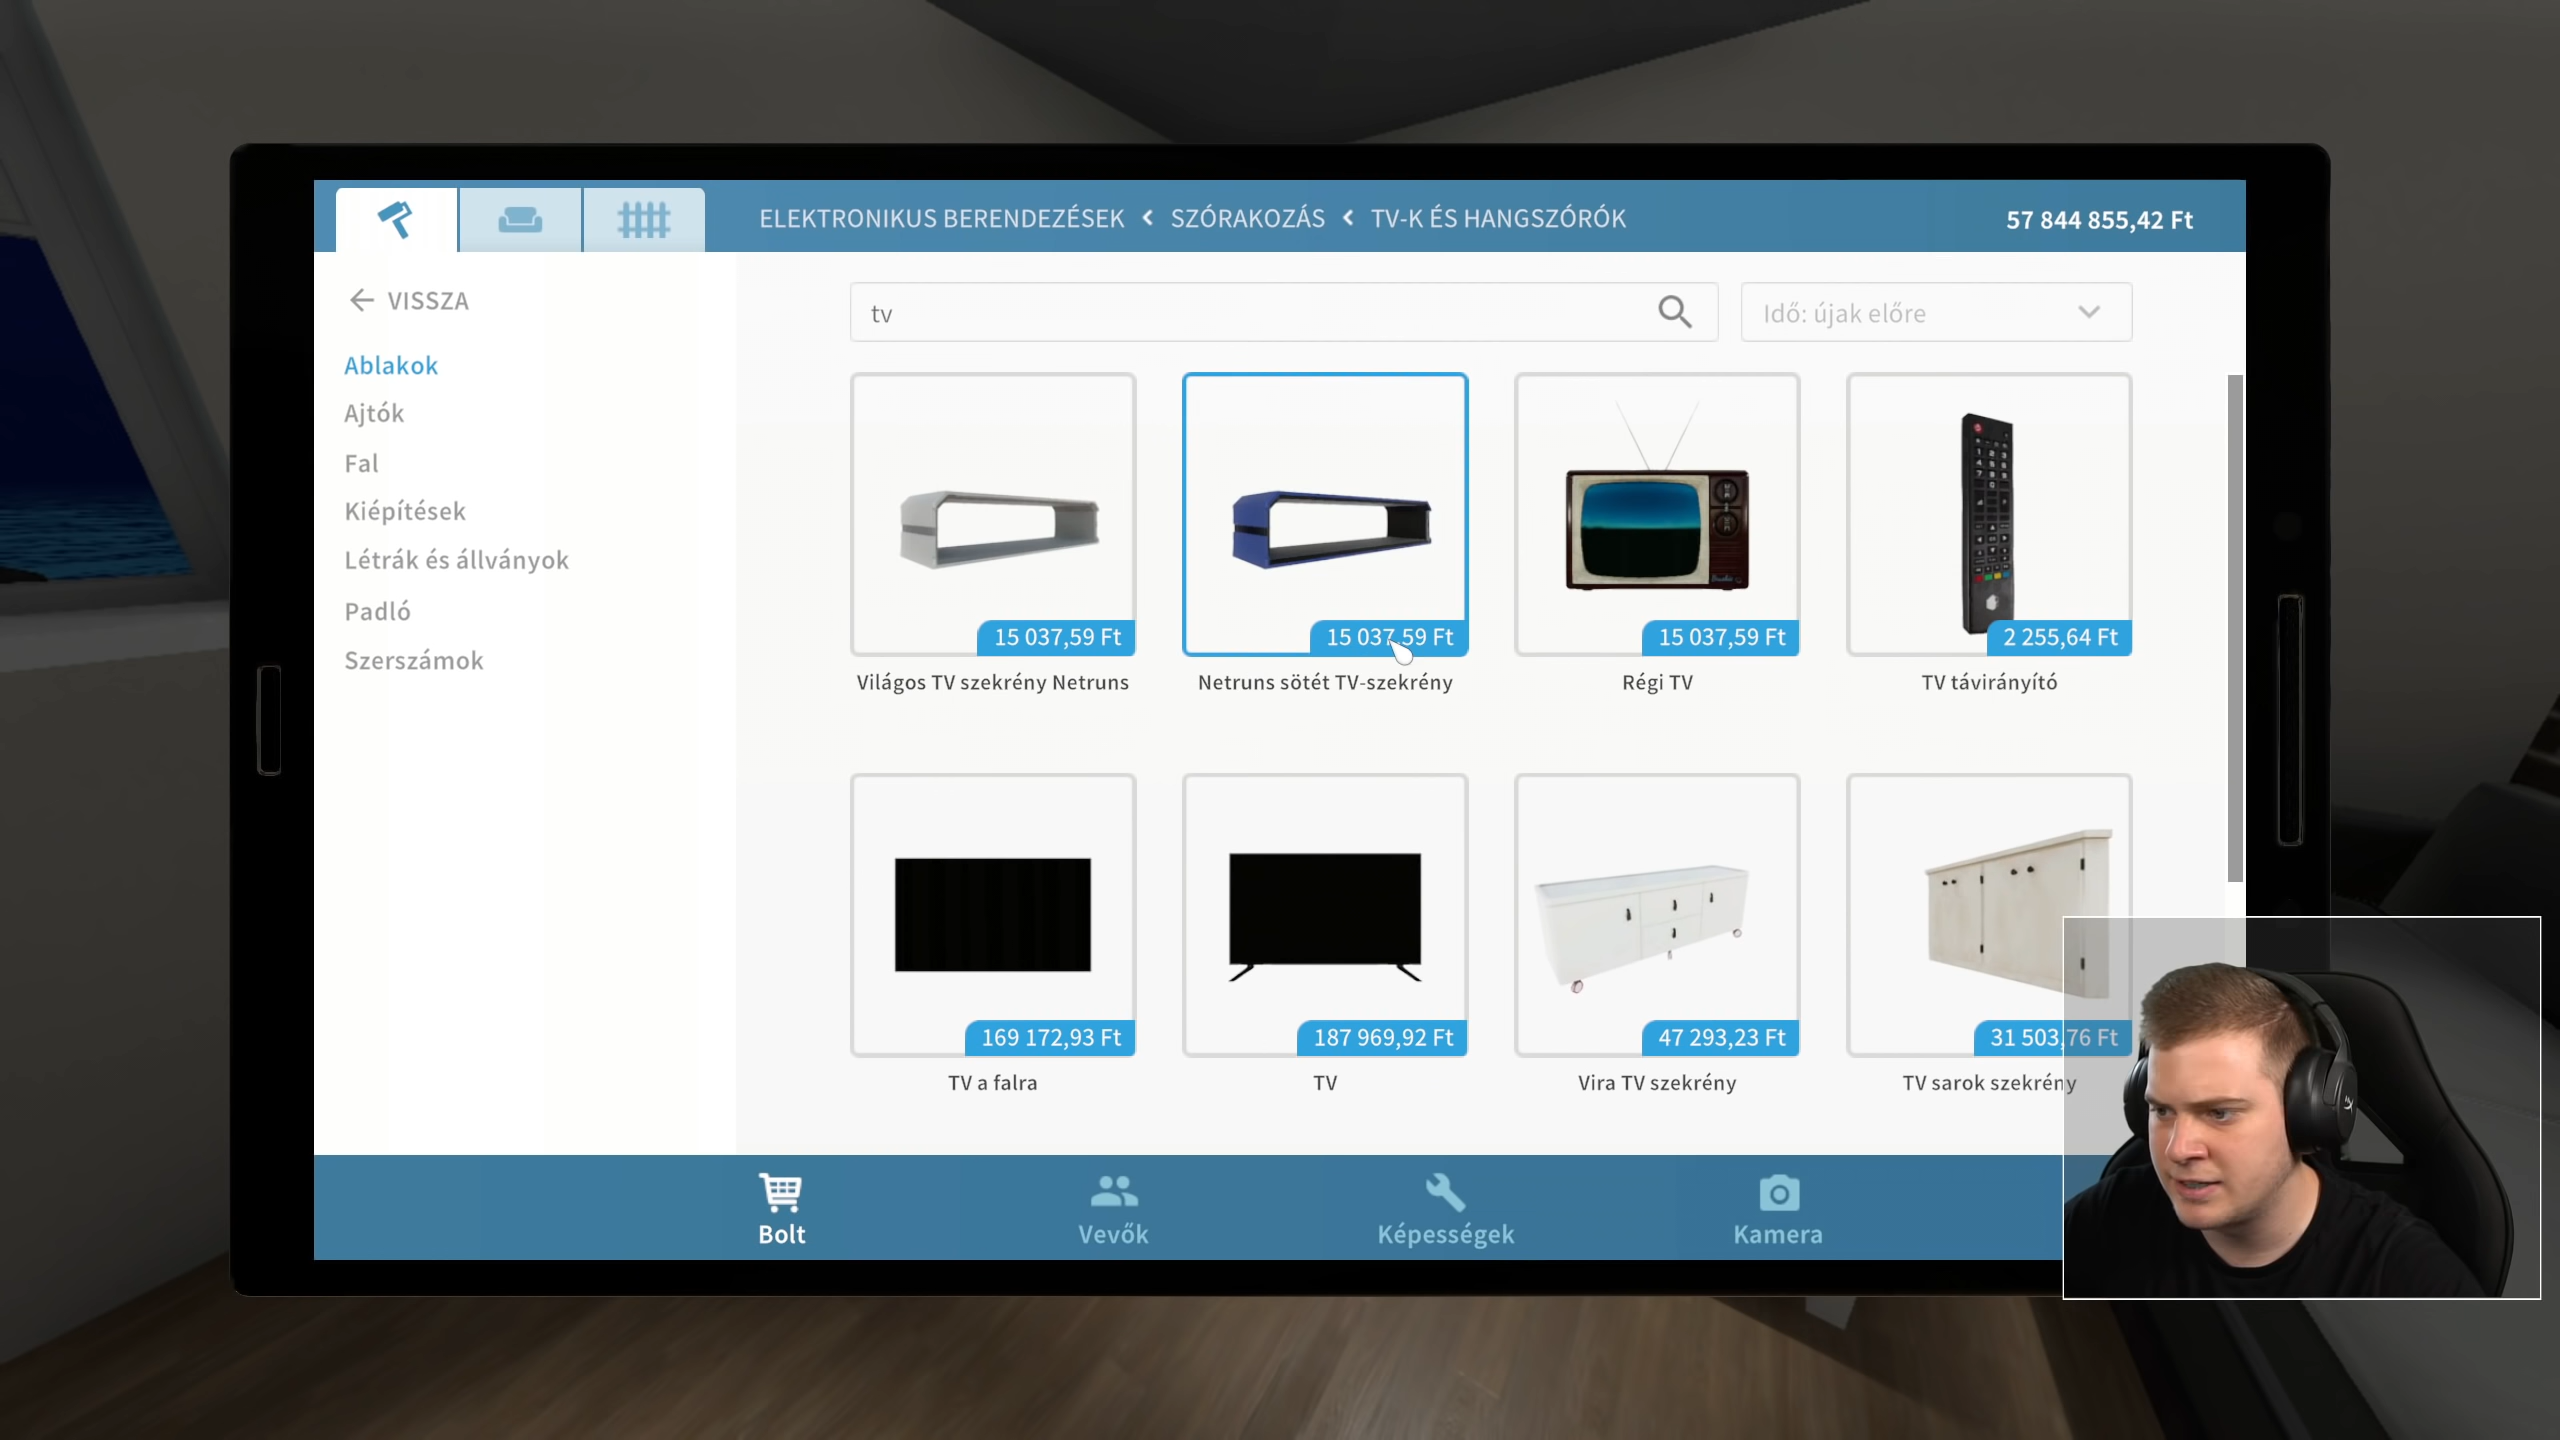 ELEKTRONIKUS BERENDEZÉSEK < SZÓRAKOZÁS < TV-K ÉS HANGSZÓRÓK
57 844 855,42 Ft
VISSZA
tv
Idő: újak előre
Ablakok
Ajtók
Fal
Kiépítések
Létrák és állványok
Padló
Szerszámok
15 037,59 Ft
15 037,59 Ft
15 037,59 Ft
2 255,64 Ft
Világos TV szekrény Netruns
Netruns sötét TV-szekrény
Régi TV
TV távirányító
169 172,93 Ft
187 969,92 Ft
47 293,23 Ft
31 503,76 Ft
TV a falra
TV
Vira TV szekrény
TV sarok szekrény
Bolt
Vevők
Képességek
Kamera